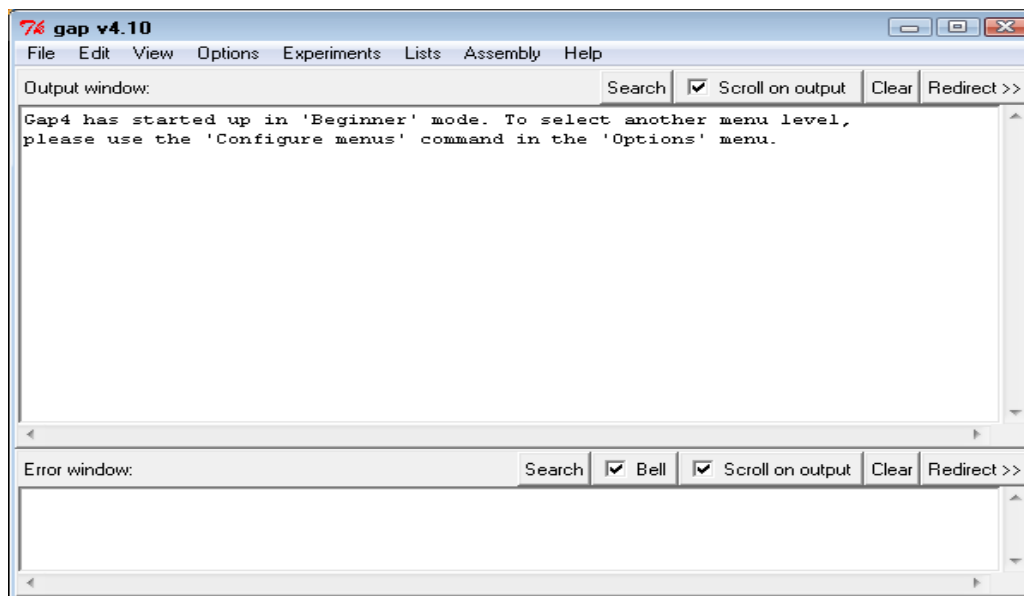 gap v4.10
File Edit View Options Experiments Lists Assembly Help
Output window: Search Scroll on output Clear Redirect >>
Gap4 has started up in 'Beginner' mode. To select another menu level,
please use the 'Configure menus' command in the 'Options' menu.
Error window: Search Bell Scroll on output Clear Redirect >>